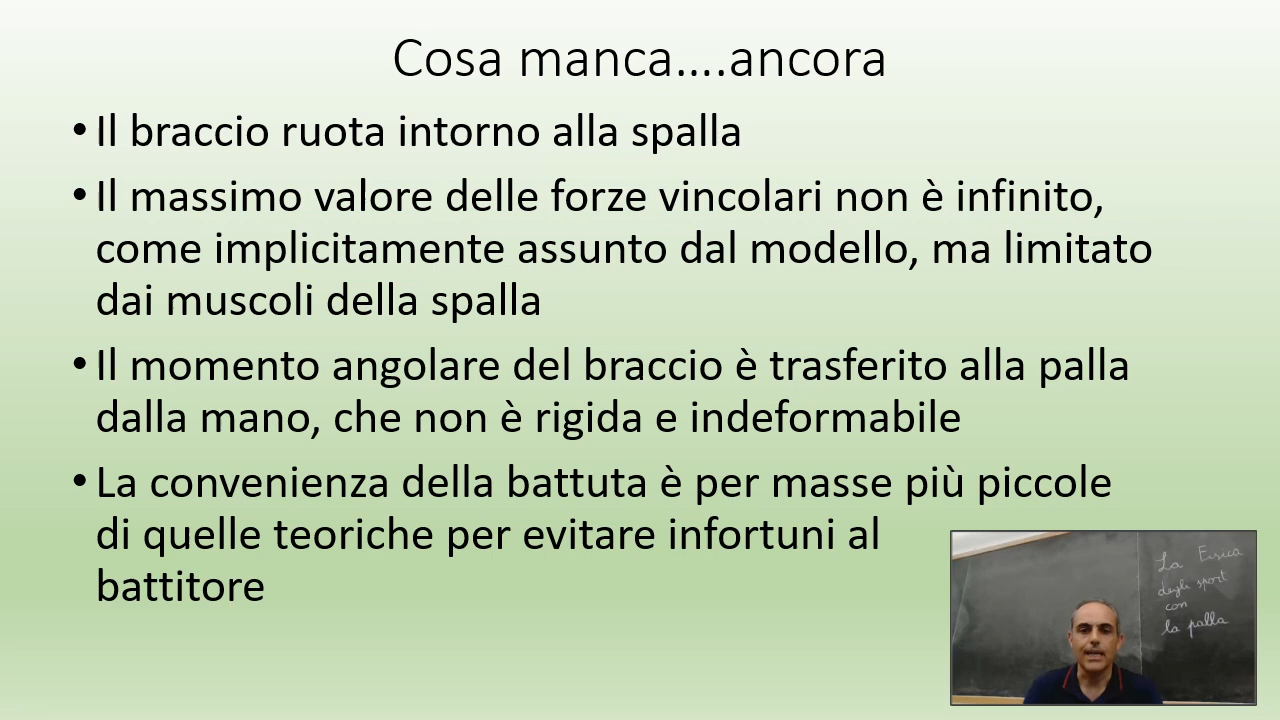 Cosa manca....ancora
• Il braccio ruota intorno alla spalla
• Il massimo valore delle forze vincolari non è infinito,
come implicitamente assunto dal modello, ma limitato
dai muscoli della spalla
• Il momento angolare del braccio è trasferito alla palla
dalla mano, che non è rigida e indeformabile
• La convenienza della battuta è per masse più piccole
di quelle teoriche per evitare infortuni al
battitore
La Fisica
degli sport
con
la palla